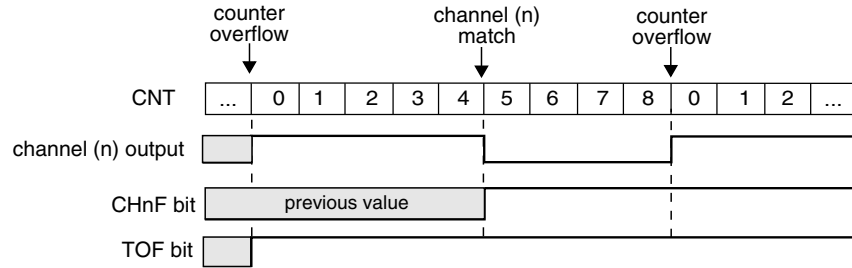 counter
overflow
channel (n)
match
counter
overflow
CNT ... 0 1 2 3 4 5 6 7 8 0 1 2 ...
channel (n) output
CHnF bit previous value
TOF bit